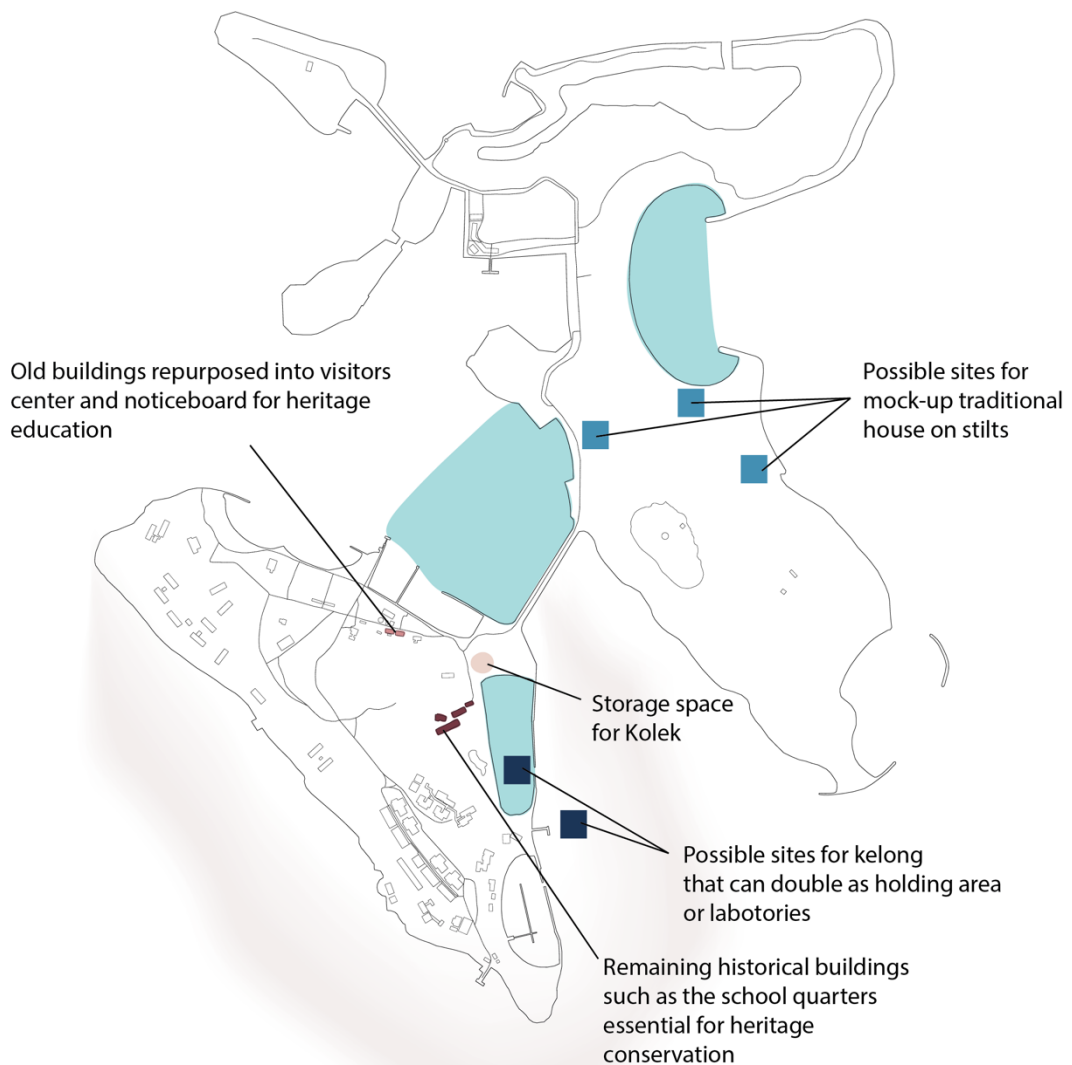 Old buildings repurposed into visitors
center and noticeboard for heritage
education
Possible sites for
mock-up traditional
house on stilts
Storage space
for Kolek
Possible sites for kelong
that can double as holding area
or labotories
Remaining historical buildings
such as the school quarters
essential for heritage
conservation